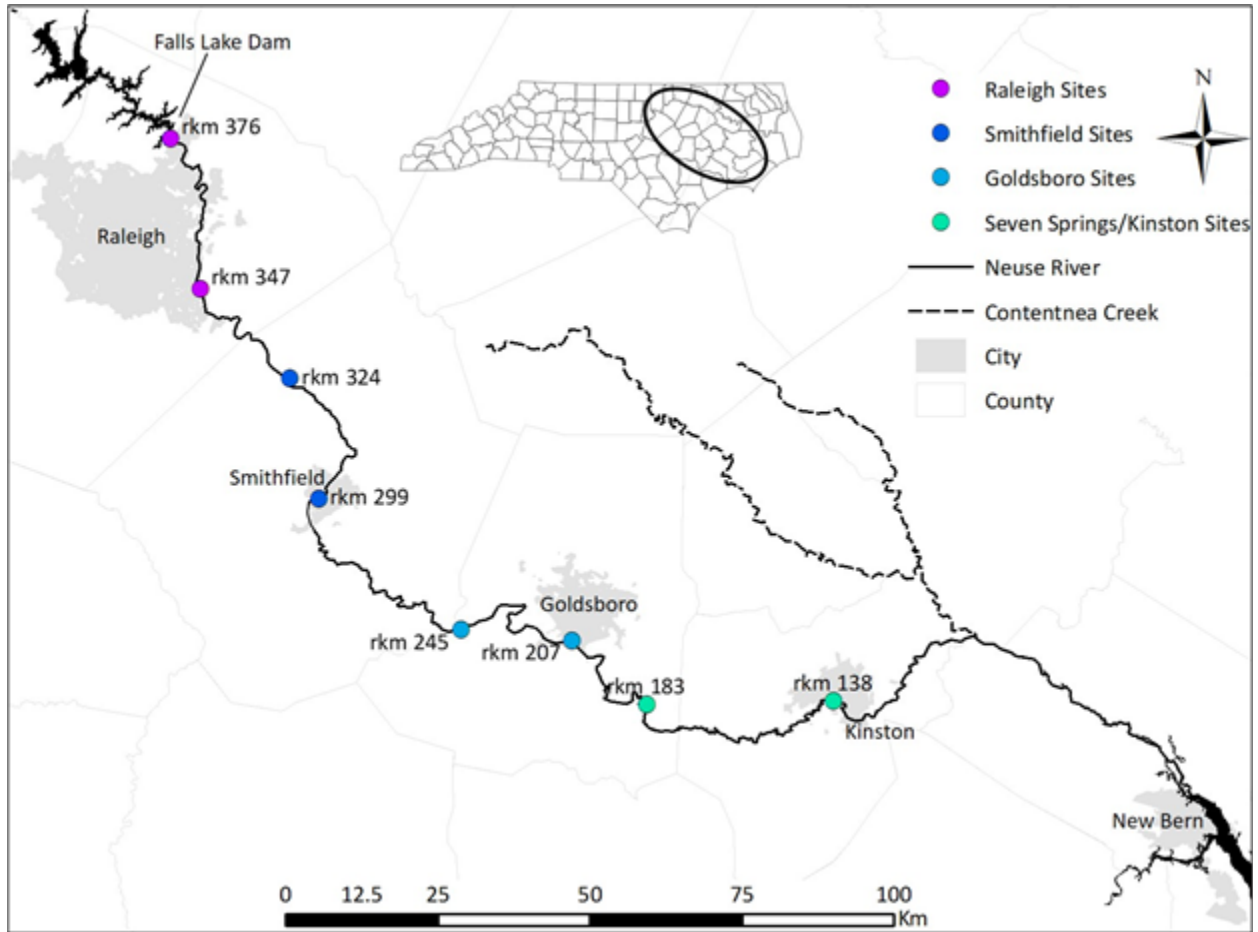 Falls Lake Dam
rkm 376
Raleigh
rkm 347
rkm 324
Smithfield
rkm 299
Goldsboro
rkm 245
rkm 207
rkm 183
rkm 138
Kinston
New Bern
N
Raleigh Sites
Smithfield Sites
Goldsboro Sites
Seven Springs/Kinston Sites
Neuse River
Contentnea Creek
City
County
0 12.5 25 50 75 100
Km